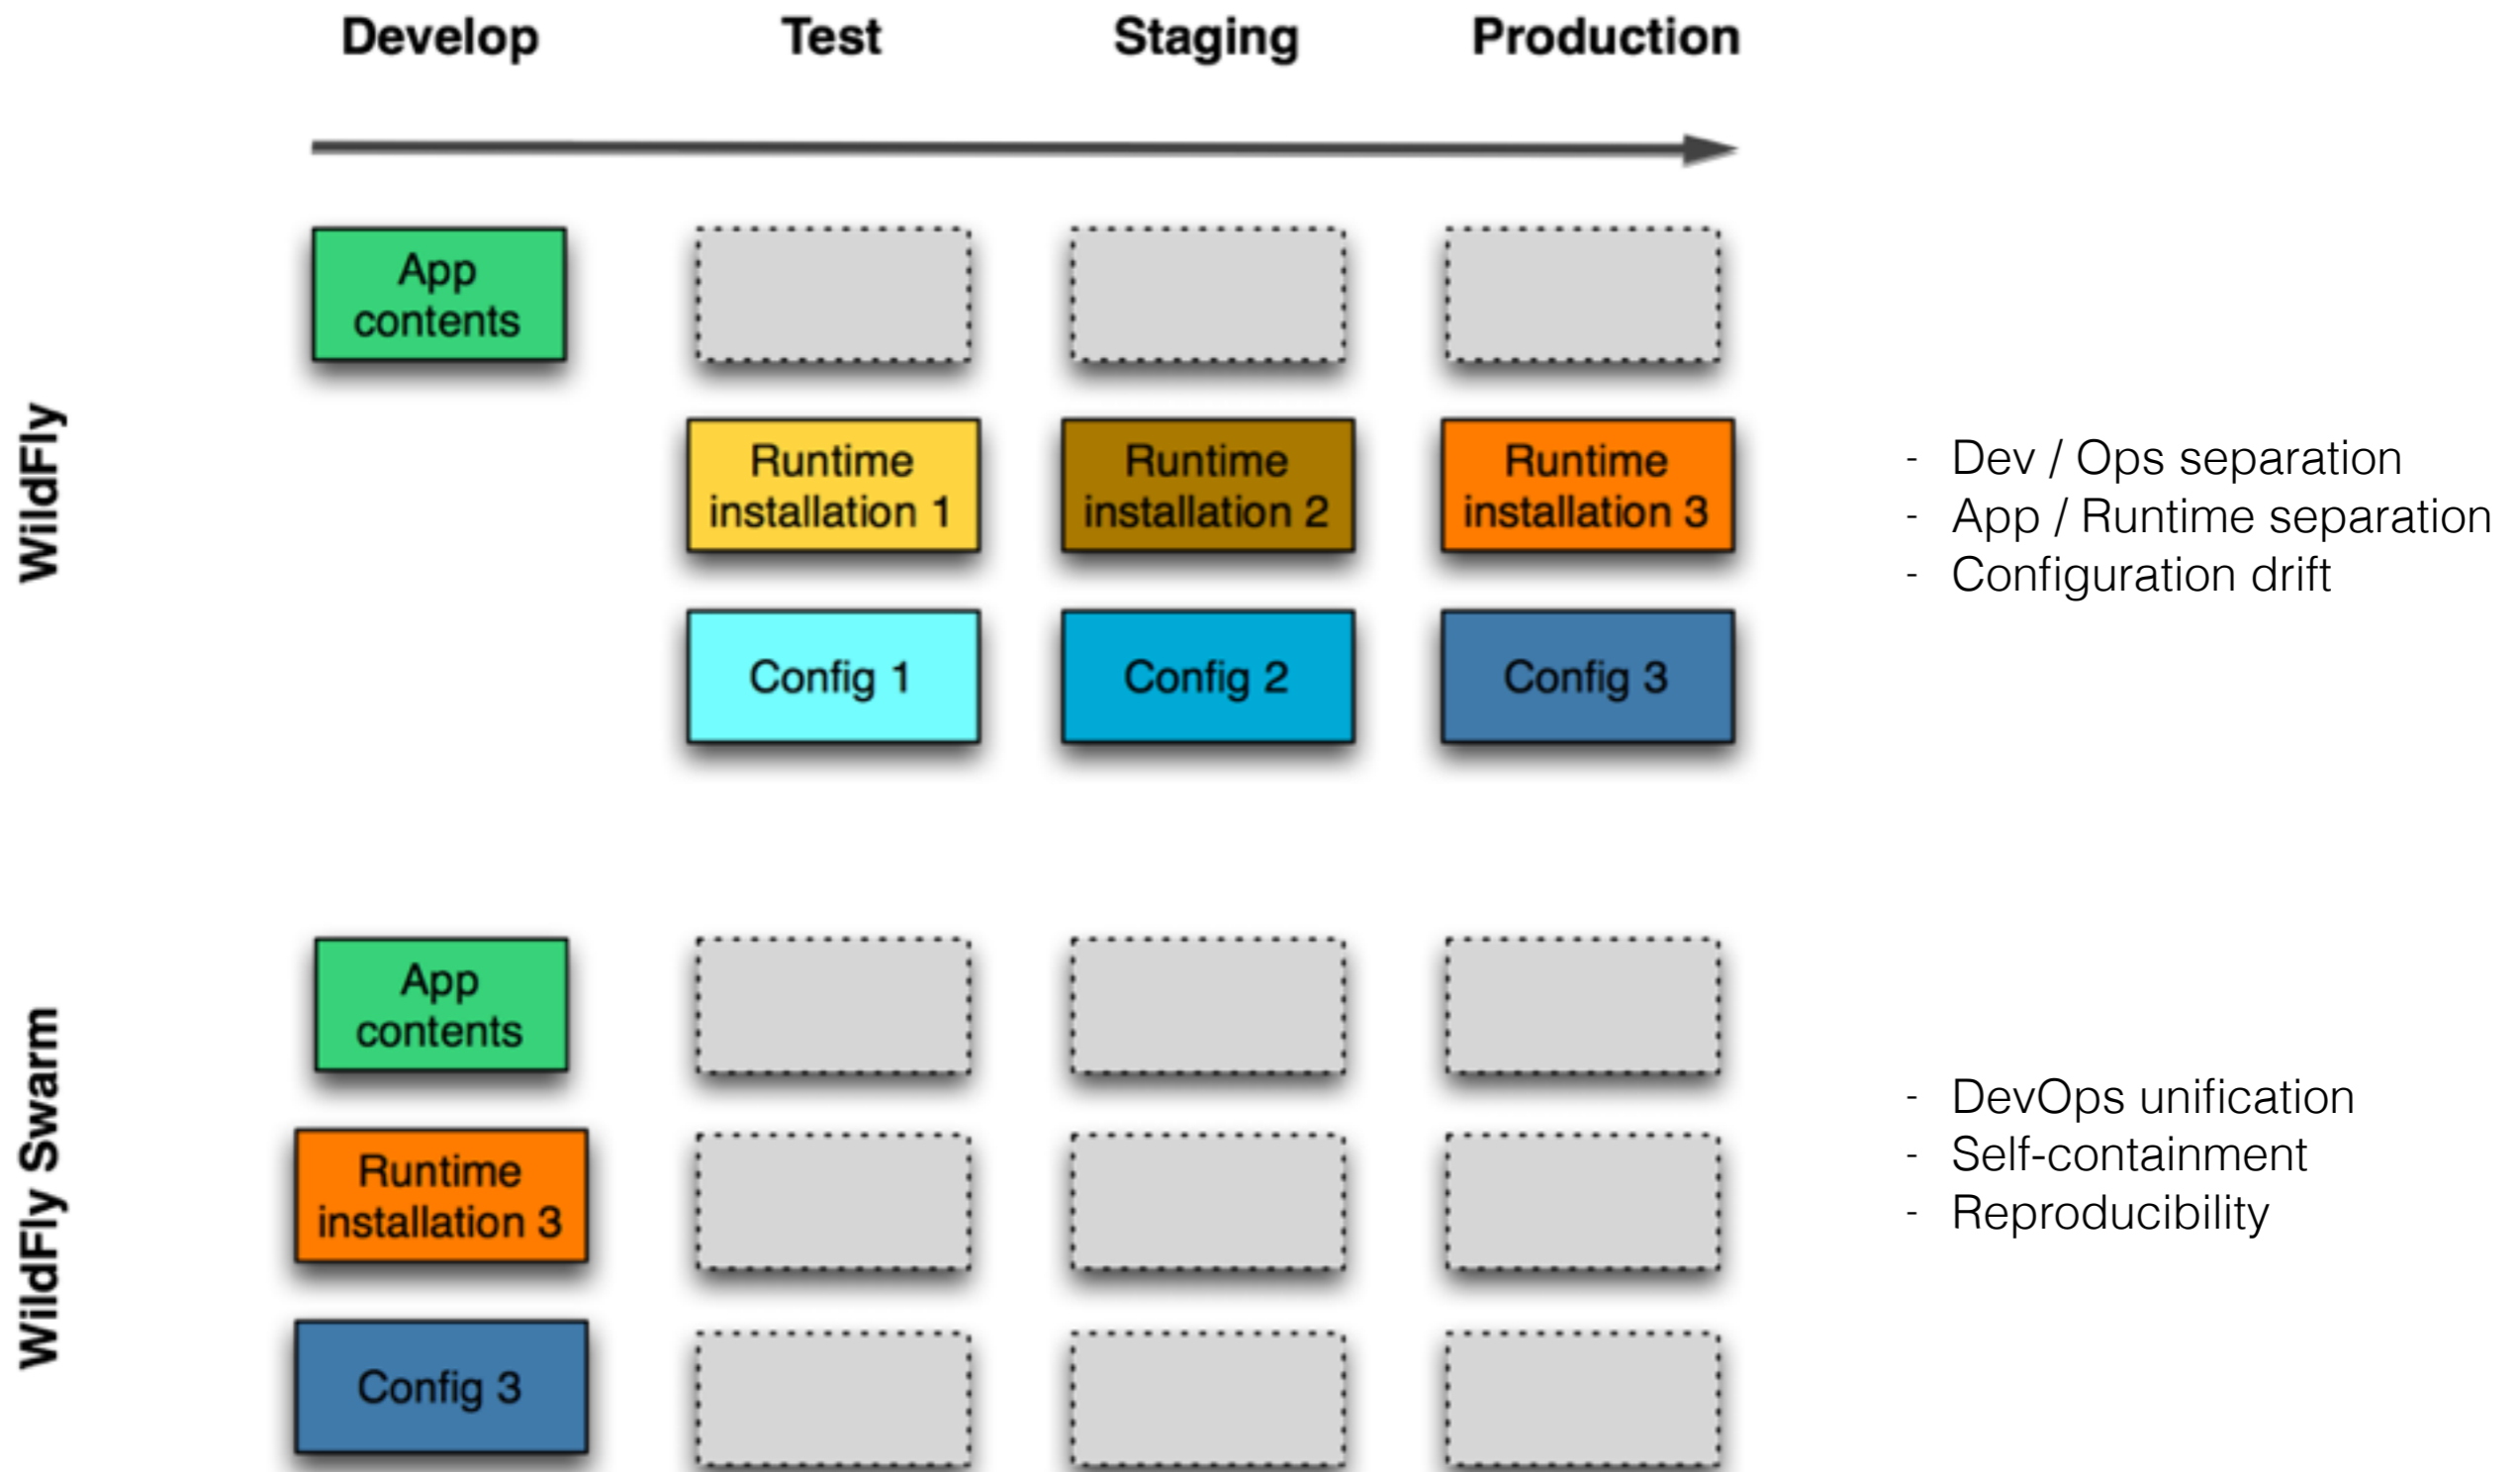 Develop
Test
Staging
Production
WildFly
App
contents
Runtime
installation 1
Runtime
installation 2
Runtime
installation 3
Config 1
Config 2
Config 3
- Dev / Ops separation
- App / Runtime separation
- Configuration drift
WildFly Swarm
App
contents
Runtime
installation 3
Config 3
- DevOps unification
- Self-containment
- Reproducibility